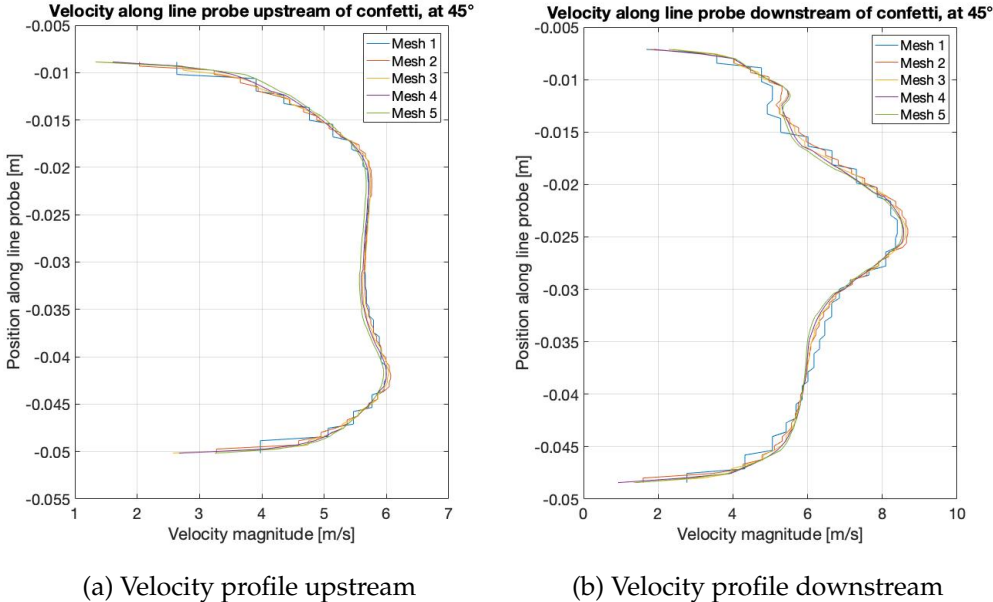 Velocity along line probe upstream of confetti, at 45°
-0.005
-0.01
-0.015
-0.02
-0.025
-0.03
-0.035
-0.04
-0.045
-0.05
-0.055
Position along line probe [m]
Mesh 1
Mesh 2
Mesh 3
Mesh 4
Mesh 5
1 2 3 4 5 6 7
Velocity magnitude [m/s]
(a) Velocity profile upstream
Velocity along line probe downstream of confetti, at 45°
-0.005
-0.01
-0.015
-0.02
-0.025
-0.03
-0.035
-0.04
-0.045
-0.05
Position along line probe [m]
Mesh 1
Mesh 2
Mesh 3
Mesh 4
Mesh 5
0 2 4 6 8 10
Velocity magnitude [m/s]
(b) Velocity profile downstream